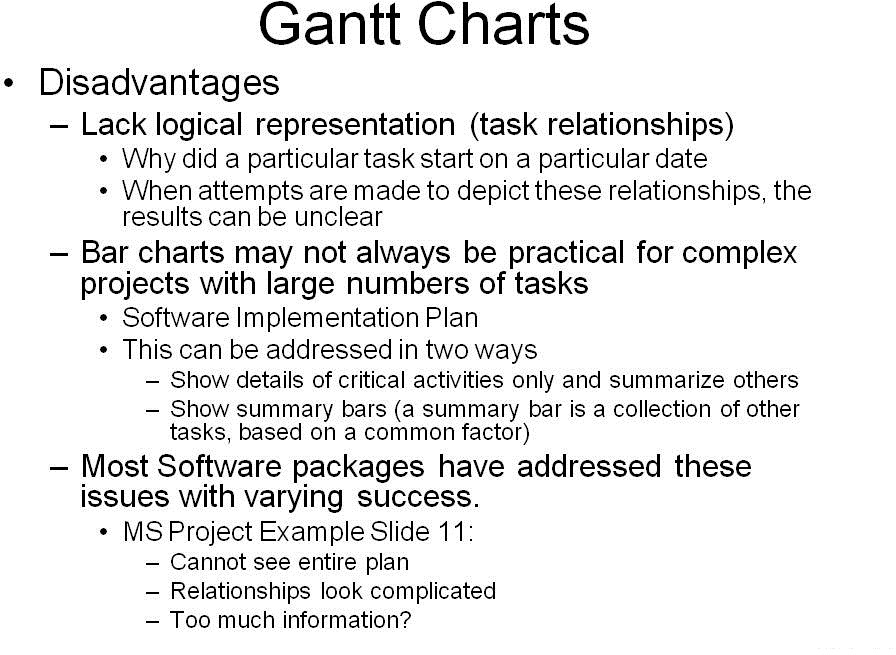 Gantt Charts
• Disadvantages
– Lack logical representation (task relationships)
• Why did a particular task start on a particular date
• When attempts are made to depict these relationships, the
results can be unclear
– Bar charts may not always be practical for complex
projects with large numbers of tasks
• Software Implementation Plan
• This can be addressed in two ways
– Show details of critical activities only and summarize others
– Show summary bars (a summary bar is a collection of other
tasks, based on a common factor)
– Most Software packages have addressed these
issues with varying success.
• MS Project Example Slide 11:
– Cannot see entire plan
– Relationships look complicated
– Too much information?